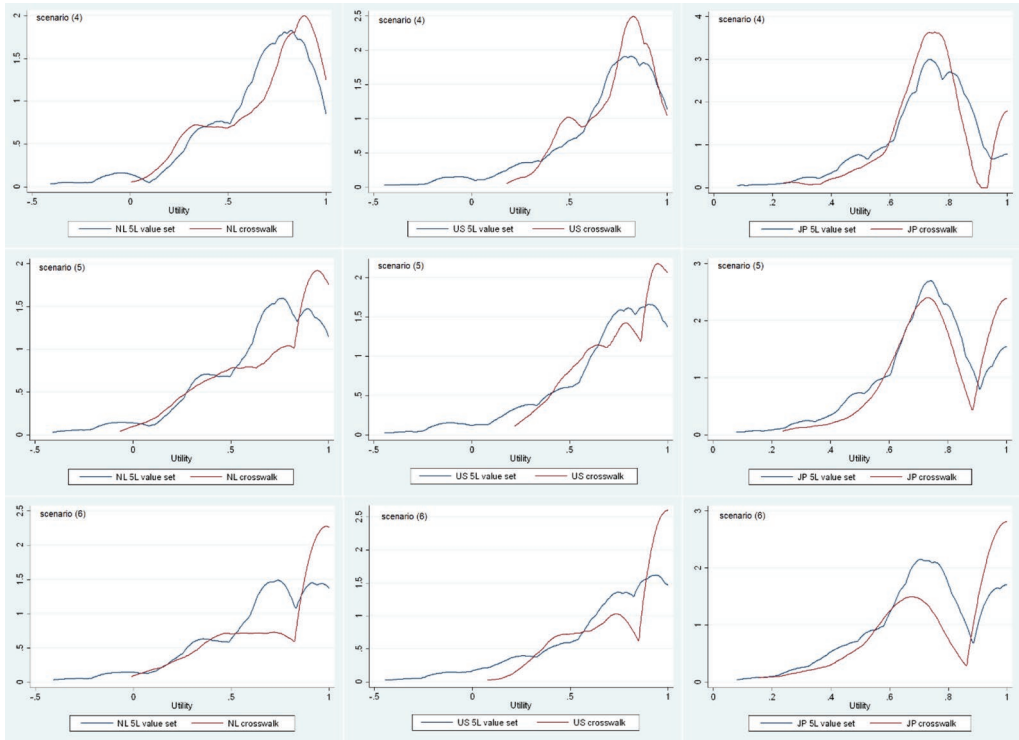 scenario (4)
2
1.5
1
.5
0
-.5 0 .5 1
Utility
NL 5L value set NL crosswalk
scenario (4)
2.5
2
1.5
1
.5
0
-.5 0 .5 1
Utility
US 5L value set US crosswalk
scenario (4)
4
3
2
1
0
0 .2 .4 .6 .8 1
Utility
JP 5L value set JP crosswalk
scenario (5)
2
1.5
1
.5
0
-.5 0 .5 1
Utility
NL 5L value set NL crosswalk
scenario (5)
2
1.5
1
.5
0
-.5 0 .5 1
Utility
US 5L value set US crosswalk
scenario (5)
3
2
1
0
0 .2 .4 .6 .8 1
Utility
JP 5L value set JP crosswalk
scenario (6)
2.5
2
1.5
1
.5
0
-.5 0 .5 1
Utility
NL 5L value set NL crosswalk
scenario (6)
2.5
2
1.5
1
.5
0
-.5 0 .5 1
Utility
US 5L value set US crosswalk
scenario (6)
3
2
1
0
0 .2 .4 .6 .8 1
Utility
JP 5L value set JP crosswalk